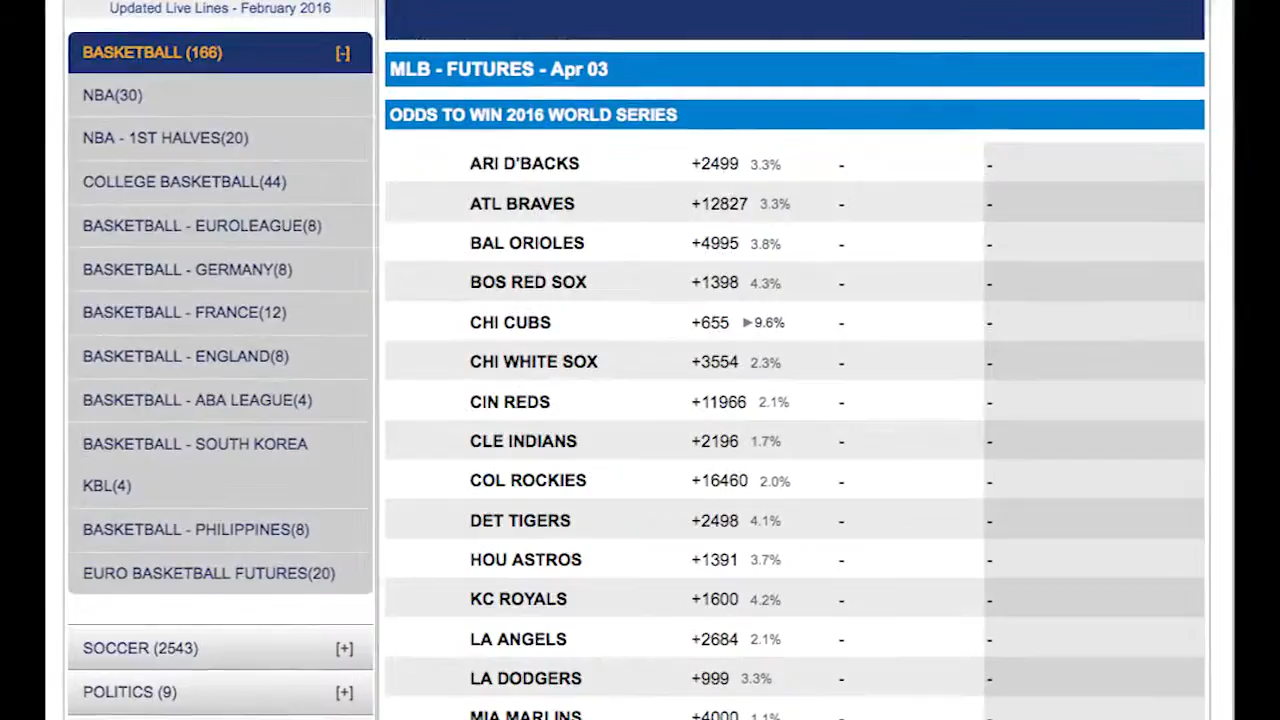 Updated Live Lines - February 2016
BASKETBALL (166) [-]
NBA(30)
NBA - 1ST HALVES(20)
COLLEGE BASKETBALL(44)
BASKETBALL - EUROLEAGUE(8)
BASKETBALL - GERMANY(8)
BASKETBALL - FRANCE(12)
BASKETBALL - ENGLAND(8)
BASKETBALL - ABA LEAGUE(4)
BASKETBALL - SOUTH KOREA
KBL(4)
BASKETBALL - PHILIPPINES(8)
EURO BASKETBALL FUTURES(20)
SOCCER (2543) [+]
POLITICS (9) [+]
MLB - FUTURES - Apr 03
ODDS TO WIN 2016 WORLD SERIES
ARI D'BACKS +2499 3.3% - -
ATL BRAVES +12827 3.3% - -
BAL ORIOLES +4995 3.8% - -
BOS RED SOX +1398 4.3% - -
CHI CUBS +655 ▶9.6% - -
CHI WHITE SOX +3554 2.3% - -
CIN REDS +11966 2.1% - -
CLE INDIANS +2196 1.7% - -
COL ROCKIES +16460 2.0% - -
DET TIGERS +2498 4.1% - -
HOU ASTROS +1391 3.7% - -
KC ROYALS +1600 4.2% - -
LA ANGELS +2684 2.1% - -
LA DODGERS +999 3.3% - -
MIA MARLINS +4000 1.1% - -